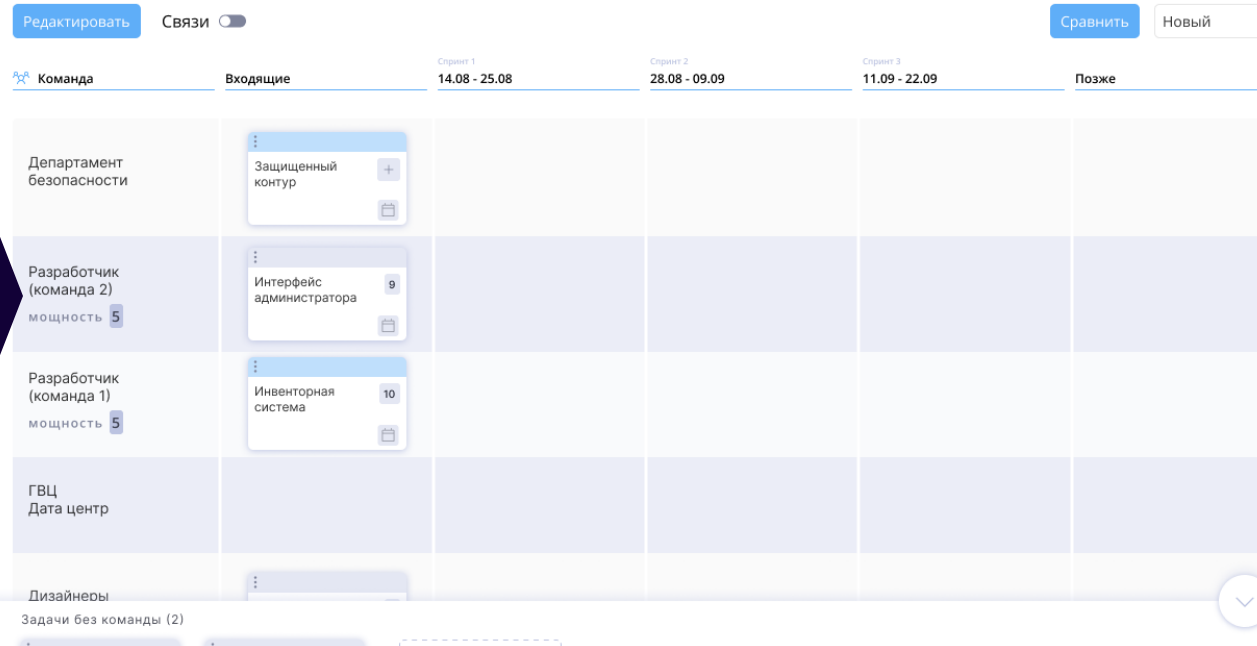 Редактировать
Связи
Сравнить
Новый
Команда
Входящие
Спринт 1
14.08 - 25.08
Спринт 2
28.08 - 09.09
Спринт 3
11.09 - 22.09
Позже
Департамент
безопасности
Защищенный
контур
+
Разработчик
(команда 2)
мощность 5
Интерфейс
администратора
9
Разработчик
(команда 1)
мощность 5
Инвенторная
система
10
ГВЦ
Дата центр
Дизайнеры
Задачи без команды (2)